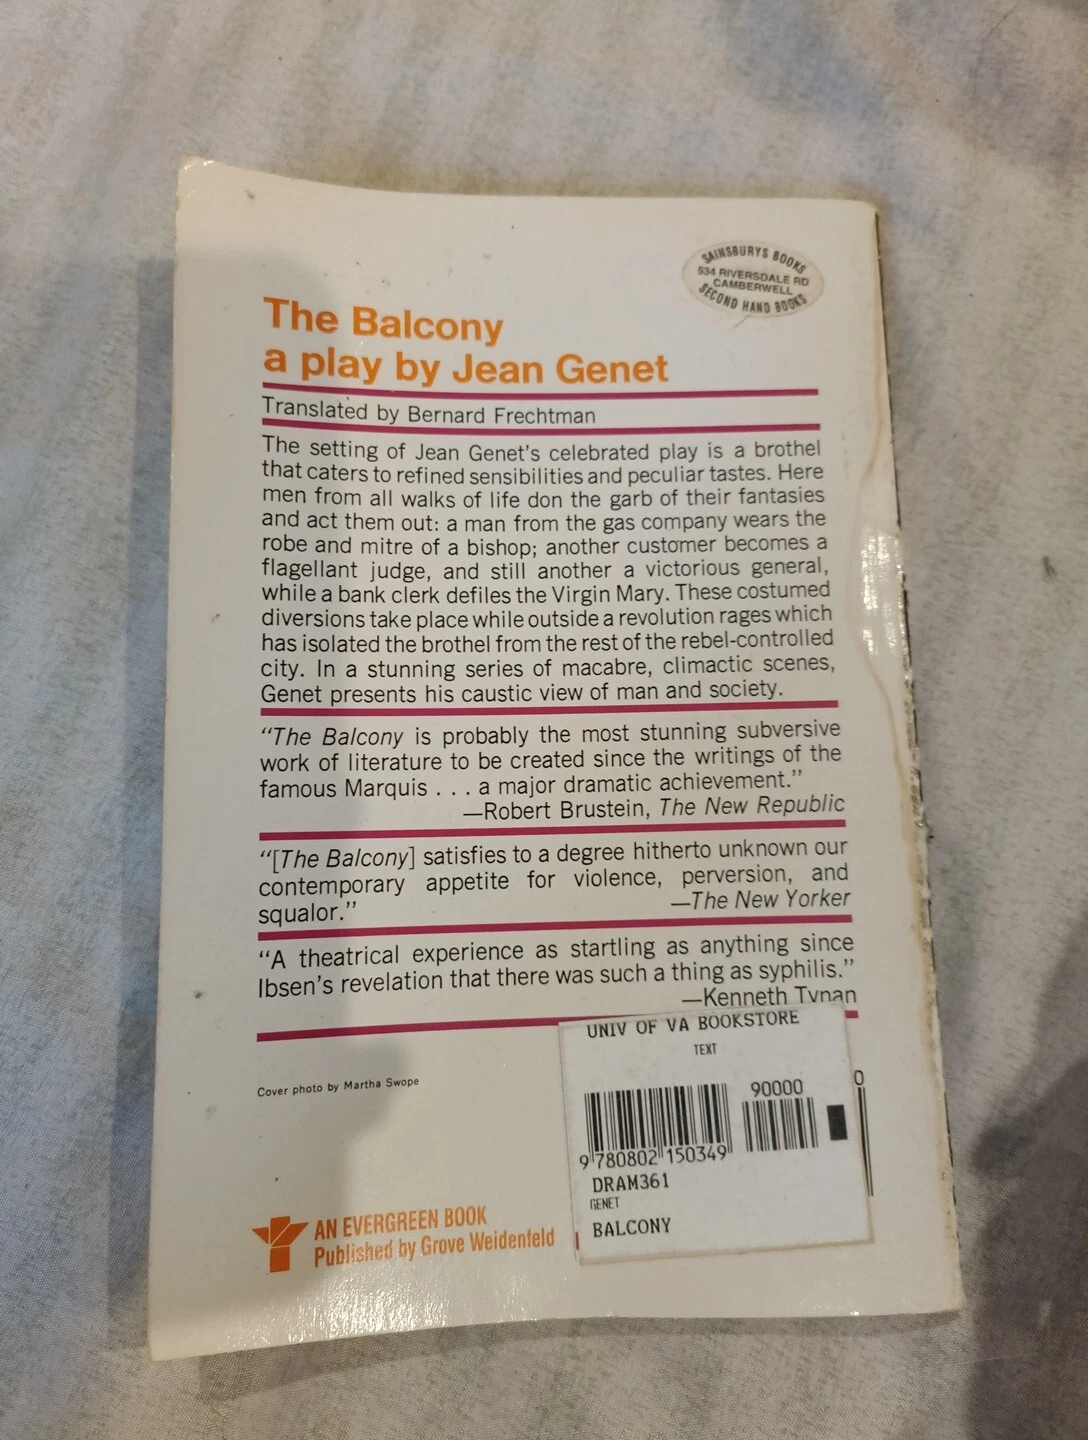 SAINSBURYS BOOKS
534 RIVERSDALE RD
CAMBERWELL
SECOND HAND BOOKS
The Balcony
a play by Jean Genet
Translated by Bernard Frechtman
The setting of Jean Genet's celebrated play is a brothel
that caters to refined sensibilities and peculiar tastes. Here
men from all walks of life don the garb of their fantasies
and act them out: a man from the gas company wears the
robe and mitre of a bishop; another customer becomes a
flagellant judge, and still another a victorious general,
while a bank clerk defiles the Virgin Mary. These costumed
diversions take place while outside a revolution rages which
has isolated the brothel from the rest of the rebel-controlled
city. In a stunning series of macabre, climactic scenes,
Genet presents his caustic view of man and society.
"The Balcony is probably the most stunning subversive
work of literature to be created since the writings of the
famous Marquis . . . a major dramatic achievement."
—Robert Brustein, The New Republic
"[The Balcony] satisfies to a degree hitherto unknown our
contemporary appetite for violence, perversion, and
squalor." —The New Yorker
"A theatrical experience as startling as anything since
Ibsen's revelation that there was such a thing as syphilis."
—Kenneth Tynan
UNIV OF VA BOOKSTORE
TEXT
90000
0
9 780802 150349
DRAM361
GENET
BALCONY
Cover photo by Martha Swope
AN EVERGREEN BOOK
Published by Grove Weidenfeld